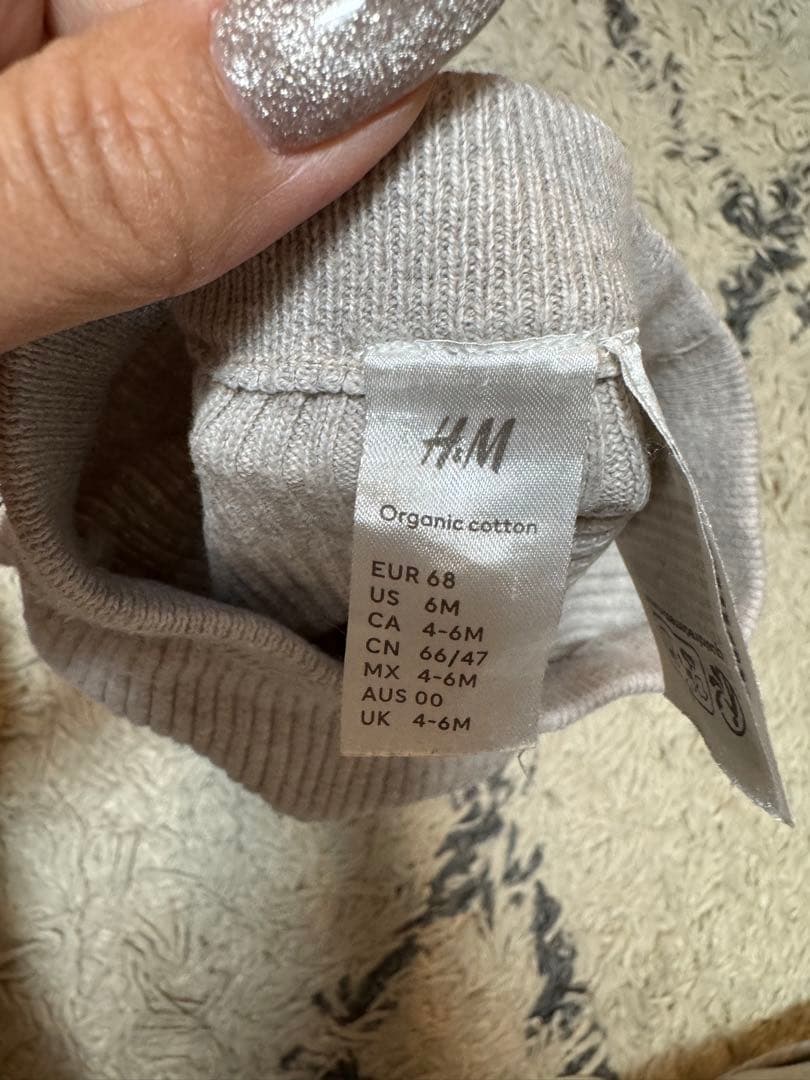 H&M
Organic cotton
EUR 68
US 6M
CA 4-6M
CN 66/47
MX 4-6M
AUS 00
UK 4-6M